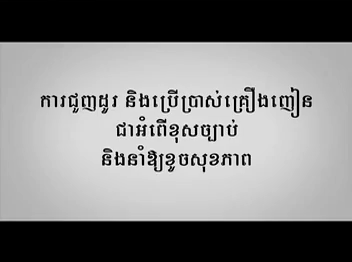 ការជួញដូរ និងប្រើប្រាស់គ្រឿងញៀន
ជាអំពើខុសច្បាប់
និងនាំឱ្យខូចសុខភាព